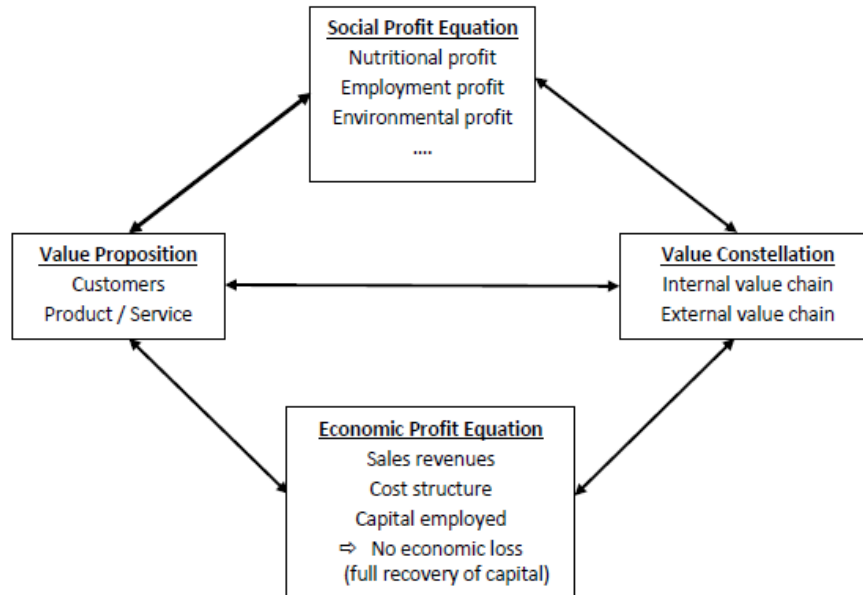 Social Profit Equation
Nutritional profit
Employment profit
Environmental profit
....
Value Proposition
Customers
Product / Service
Value Constellation
Internal value chain
External value chain
Economic Profit Equation
Sales revenues
Cost structure
Capital employed
⇨ No economic loss
(full recovery of capital)